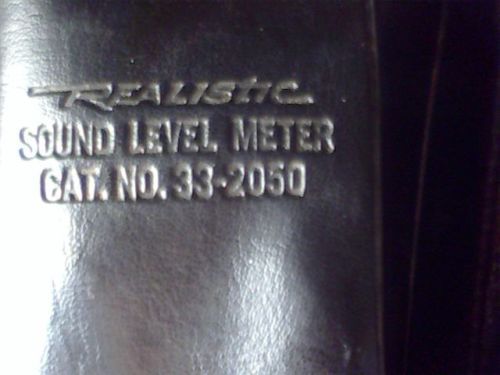 REALISTIC
SOUND LEVEL METER
CAT. NO. 33-2050